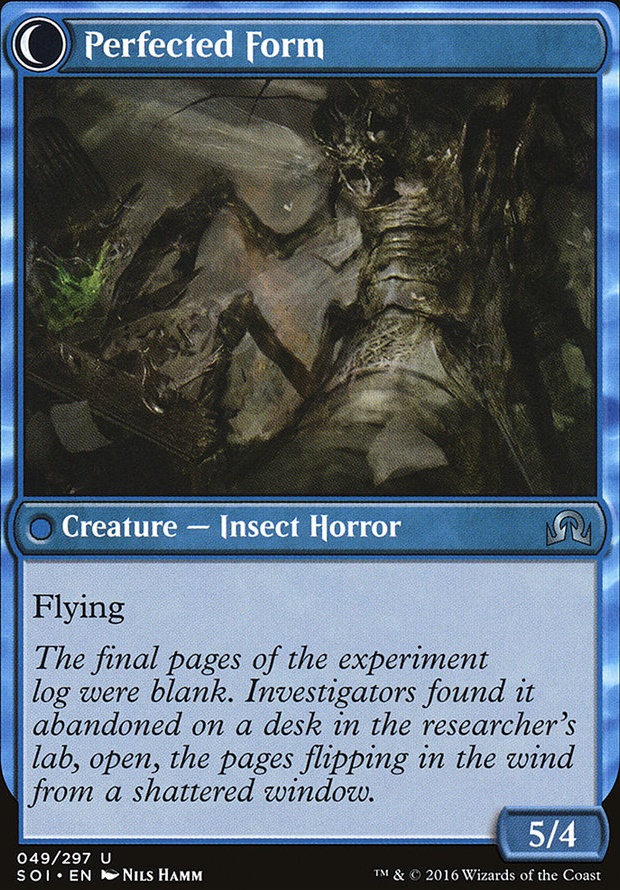 Perfected Form
Creature — Insect Horror
Flying
The final pages of the experiment
log were blank. Investigators found it
abandoned on a desk in the researcher's
lab, open, the pages flipping in the wind
from a shattered window.
5/4
049/297 U
SOI • EN Nils Hamm
™ & © 2016 Wizards of the Coast